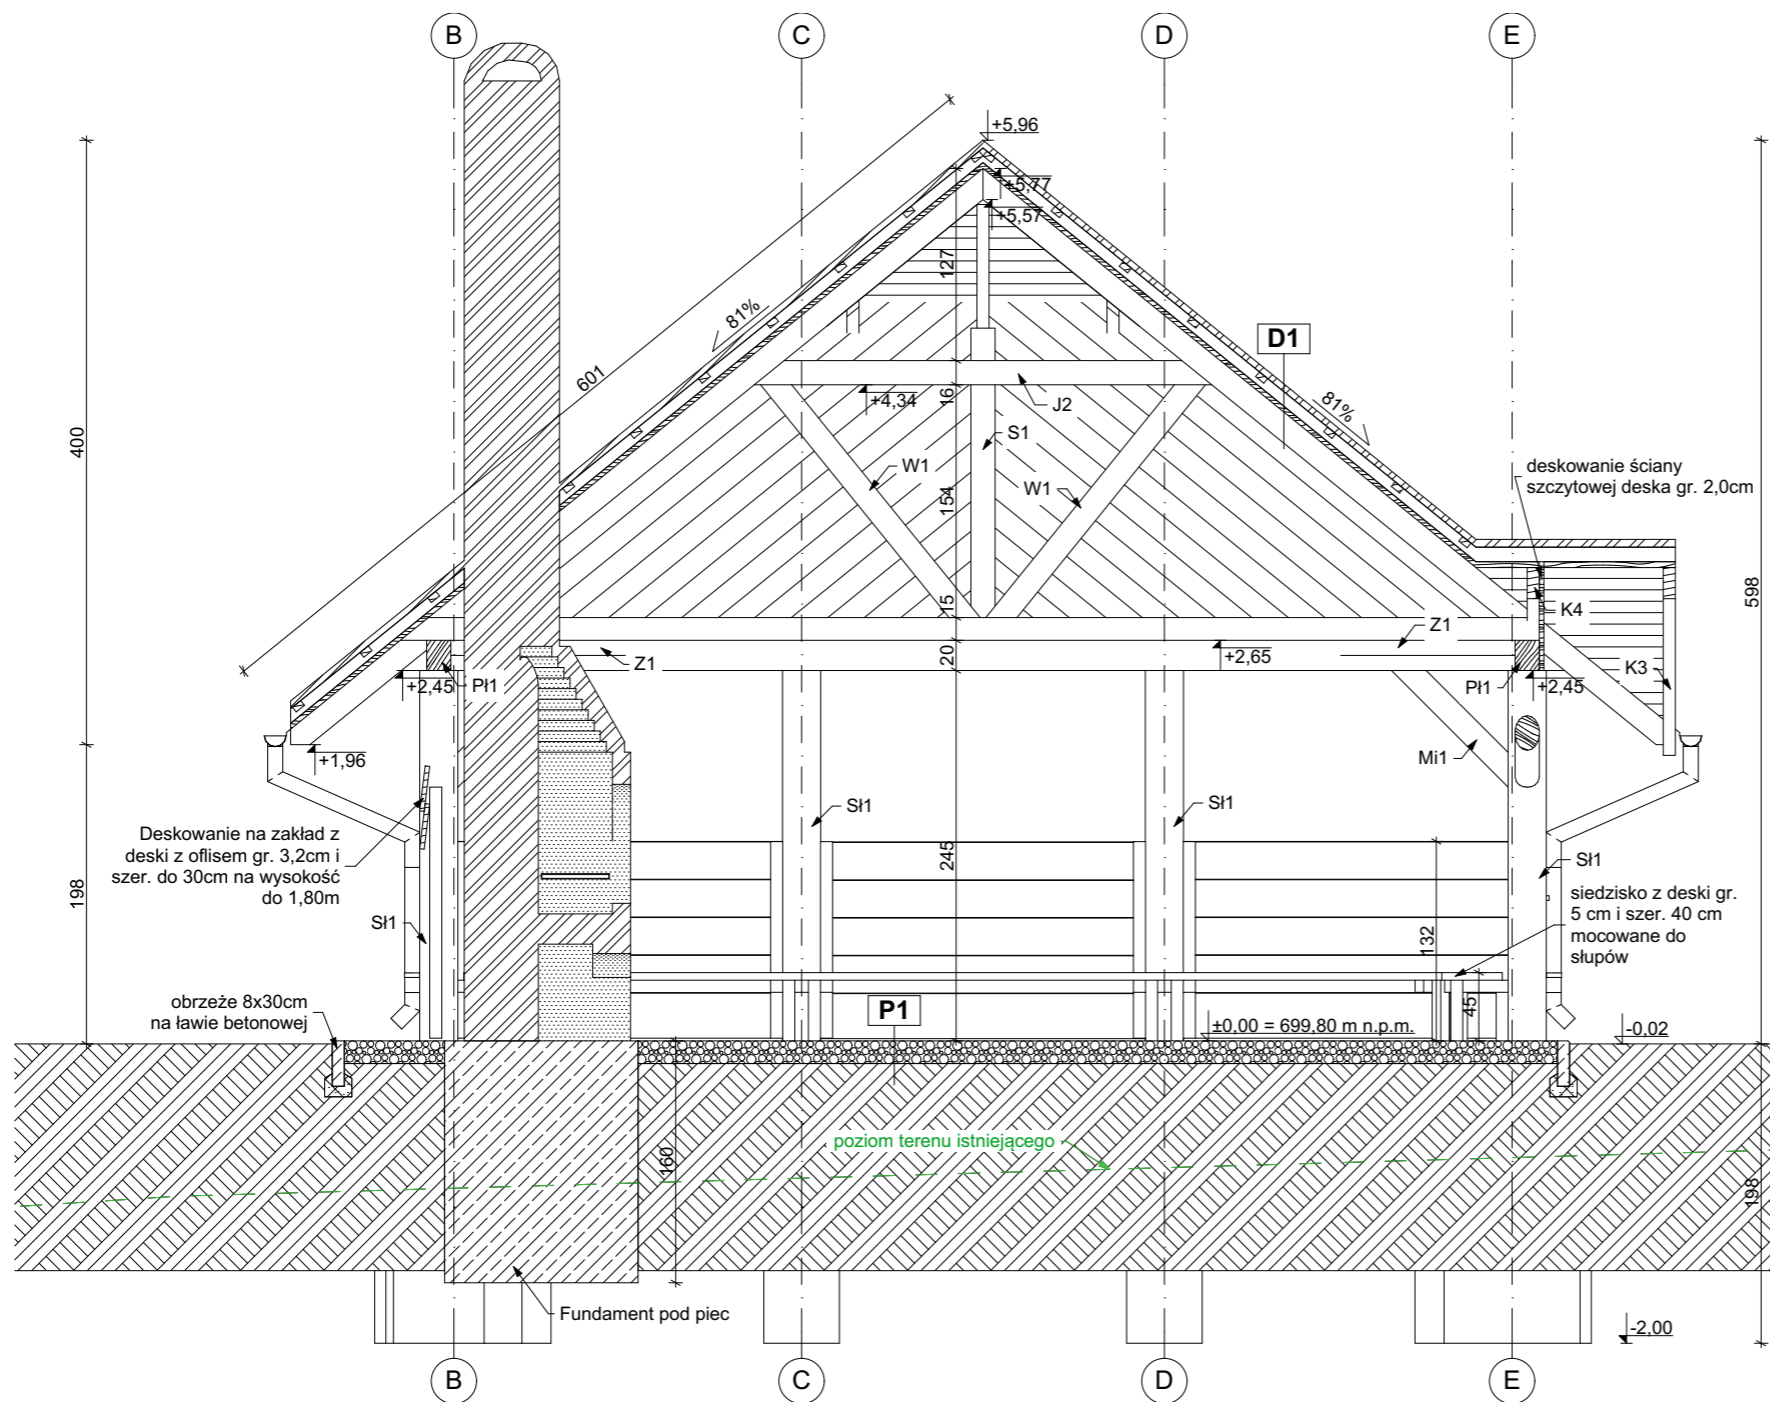 B
C
D
E
+5,96
+5,77
+5,57
127
81%
601
D1
81%
400
+4,34
16
J2
S1
W1
W1
154
deskowanie ściany
szczytowej deska gr. 2,0cm
598
15
K4
Z1
Z1
20
+2,65
K3
+2,45
Pł1
Pł1
+2,45
+1,96
Mi1
Sł1
Sł1
Deskowanie na zakład z
deski z oflisem gr. 3,2cm i
szer. do 30cm na wysokość
do 1,80m
198
245
Sł1
siedzisko z deski gr.
5 cm i szer. 40 cm
mocowane do
słupów
Sł1
132
45
obrzeże 8x30cm
na ławie betonowej
P1
±0,00 = 699,80 m n.p.m.
-0,02
poziom terenu istniejącego
160
198
Fundament pod piec
-2,00
B
C
D
E